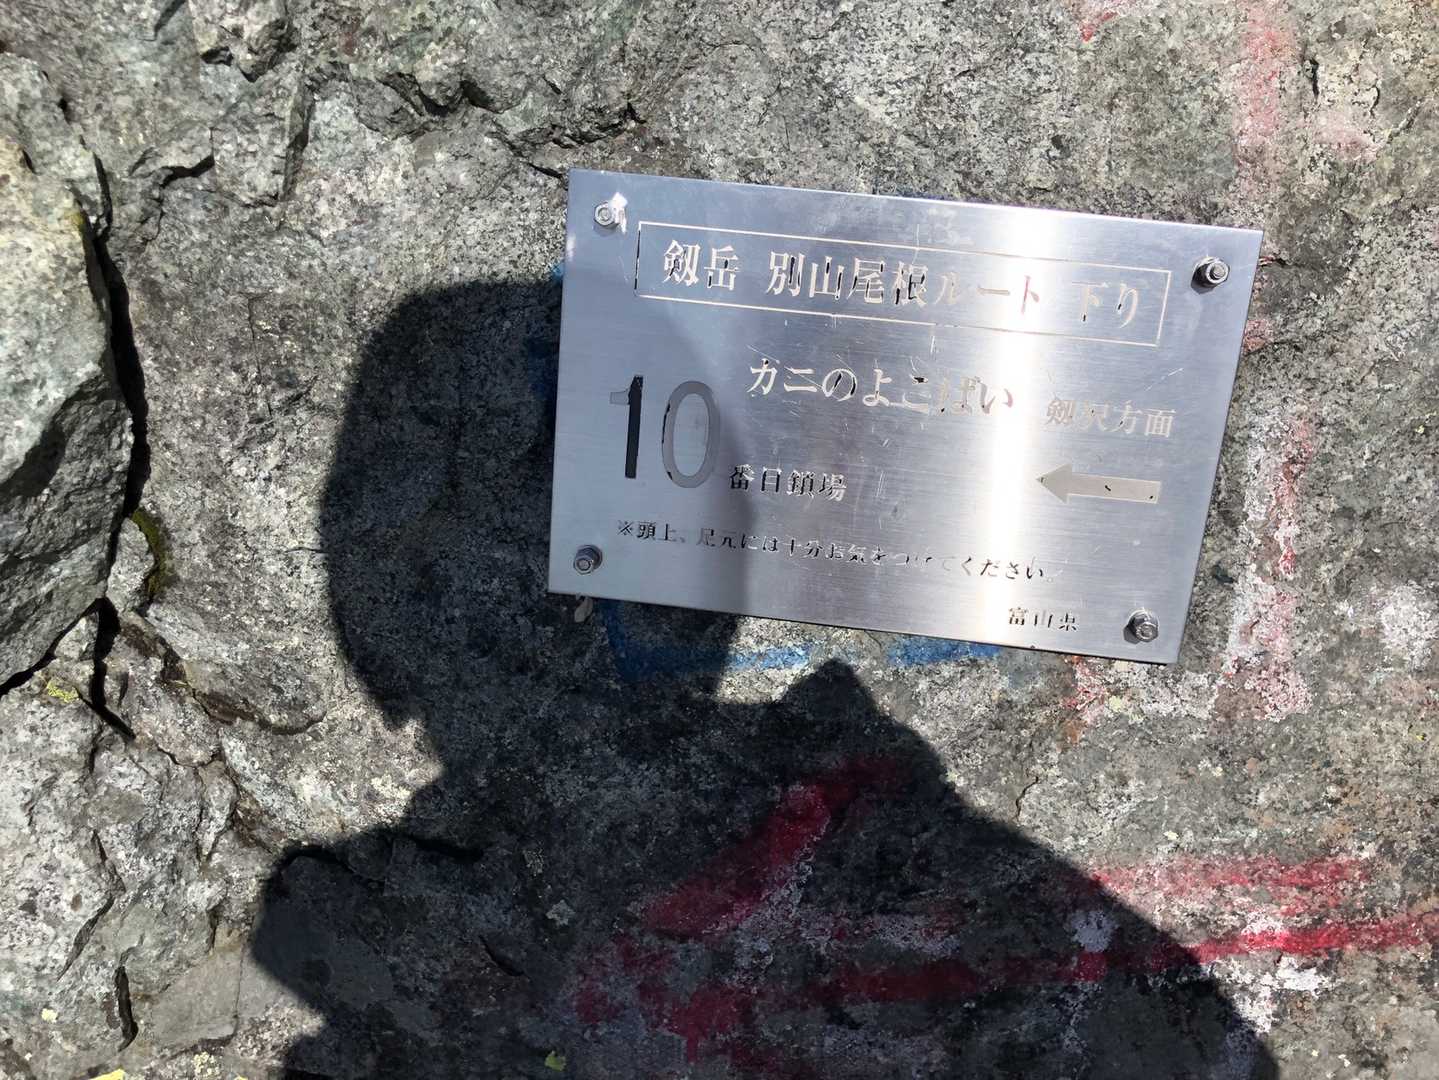 剱岳 別山尾根ルート 下り
カニのよこばい
剱沢方面
10番目鎖場
※頭上、足元には十分お気をつけてください。
富山県